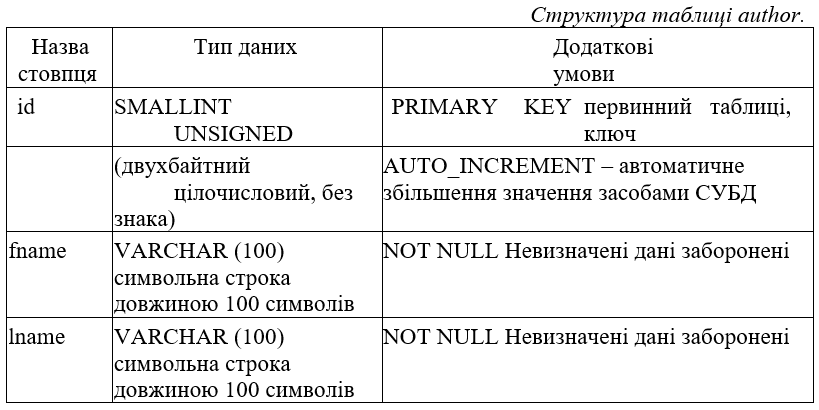 Структура таблиці author.
Назва стовпця
Тип даних
Додаткові умови
id
SMALLINT
UNSIGNED
PRIMARY KEY первинний таблиці,
ключ
(двухбайтний
цілочисловий, без
знака)
AUTO_INCREMENT – автоматичне
збільшення значення засобами СУБД
fname
VARCHAR (100)
символьна строка
довжиною 100 символів
NOT NULL Невизначені дані заборонені
lname
VARCHAR (100)
символьна строка
довжиною 100 символів
NOT NULL Невизначені дані заборонені